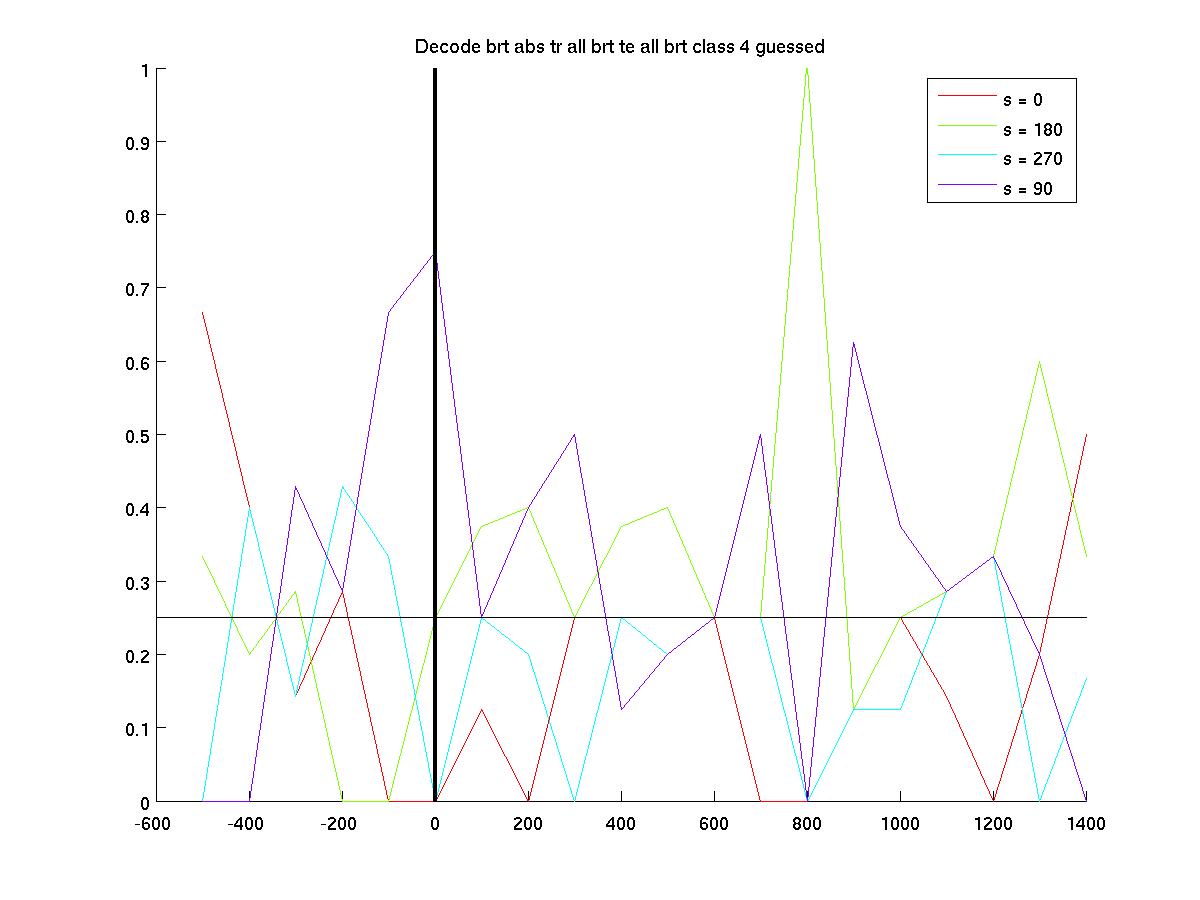 Decode brt abs tr all brt te all brt class 4 guessed
1
0.9
0.8
0.7
0.6
0.5
0.4
0.3
0.2
0.1
0
-600 -400 -200 0 200 400 600 800 1000 1200 1400
s = 0
s = 180
s = 270
s = 90